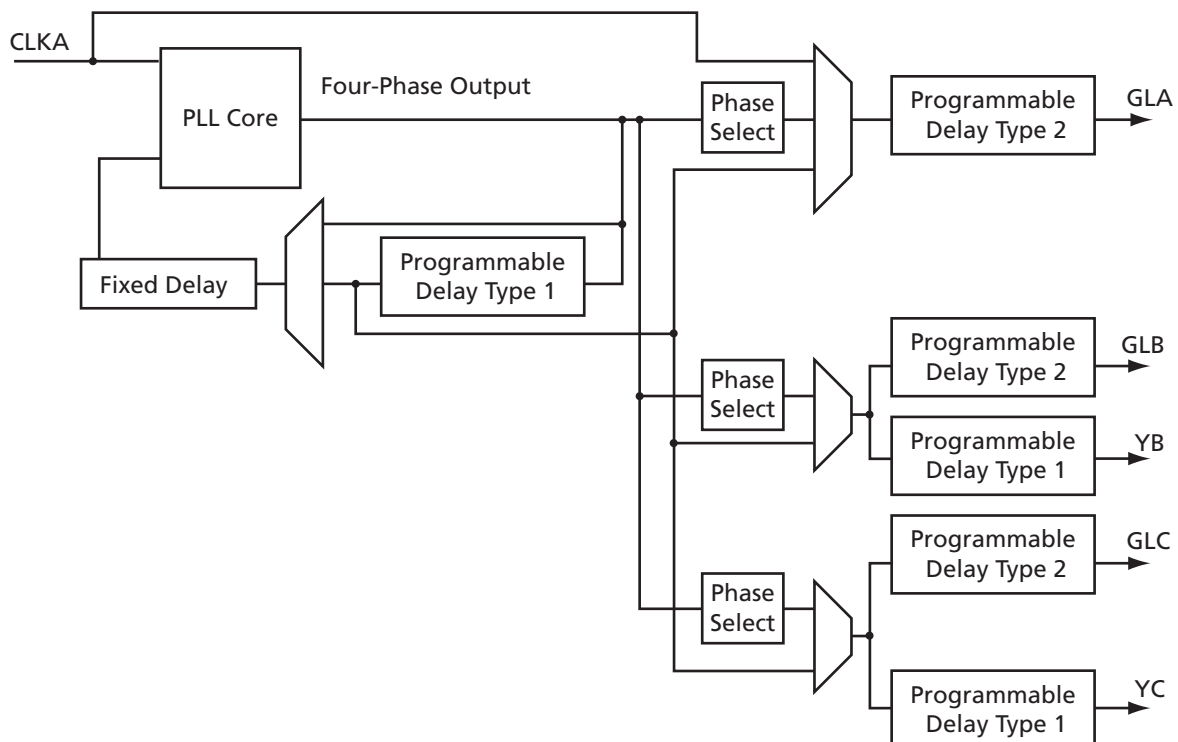 CLKA
PLL Core
Four-Phase Output
Phase
Select
Programmable
Delay Type 2
GLA
Fixed Delay
Programmable
Delay Type 1
Phase
Select
Programmable
Delay Type 2
GLB
Programmable
Delay Type 1
YB
Phase
Select
Programmable
Delay Type 2
GLC
Programmable
Delay Type 1
YC